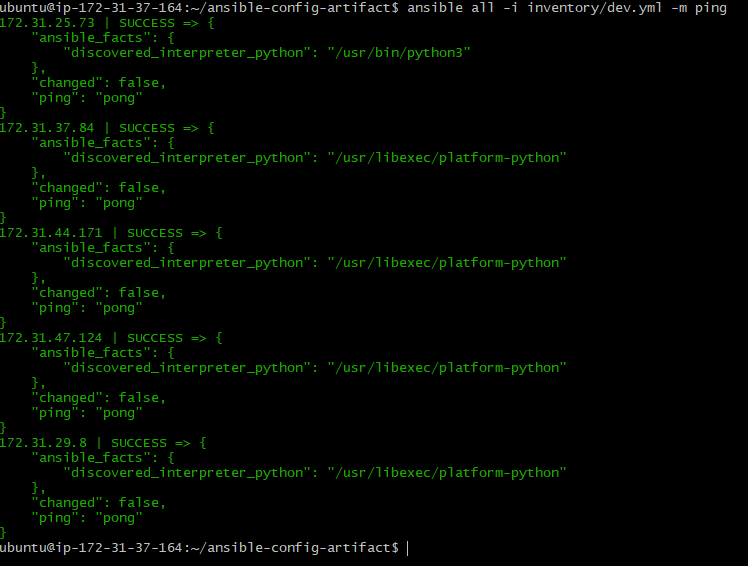 ubuntu@ip-172-31-37-164:~/ansible-config-artifact$ ansible all -i inventory/dev.yml -m ping
172.31.25.73 | SUCCESS => {
    "ansible_facts": {
        "discovered_interpreter_python": "/usr/bin/python3"
    },
    "changed": false,
    "ping": "pong"
}
172.31.37.84 | SUCCESS => {
    "ansible_facts": {
        "discovered_interpreter_python": "/usr/libexec/platform-python"
    },
    "changed": false,
    "ping": "pong"
}
172.31.44.171 | SUCCESS => {
    "ansible_facts": {
        "discovered_interpreter_python": "/usr/libexec/platform-python"
    },
    "changed": false,
    "ping": "pong"
}
172.31.47.124 | SUCCESS => {
    "ansible_facts": {
        "discovered_interpreter_python": "/usr/libexec/platform-python"
    },
    "changed": false,
    "ping": "pong"
}
172.31.29.8 | SUCCESS => {
    "ansible_facts": {
        "discovered_interpreter_python": "/usr/libexec/platform-python"
    },
    "changed": false,
    "ping": "pong"
}
ubuntu@ip-172-31-37-164:~/ansible-config-artifact$